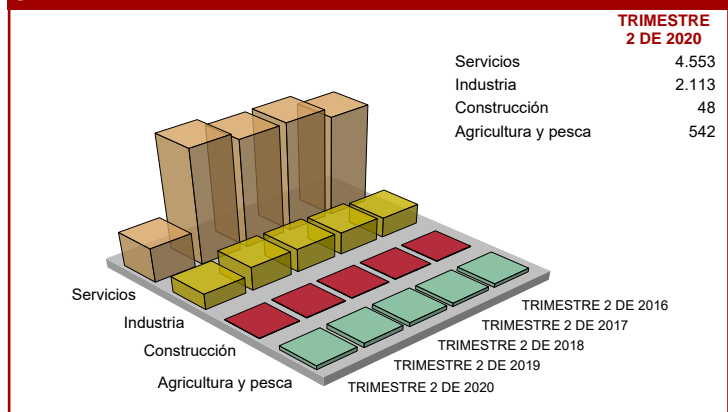 TRIMESTRE
2 DE 2020
Servicios 4.553
Industria 2.113
Construcción 48
Agricultura y pesca 542
Servicios
Industria
Construcción
Agricultura y pesca
TRIMESTRE 2 DE 2016
TRIMESTRE 2 DE 2017
TRIMESTRE 2 DE 2018
TRIMESTRE 2 DE 2019
TRIMESTRE 2 DE 2020